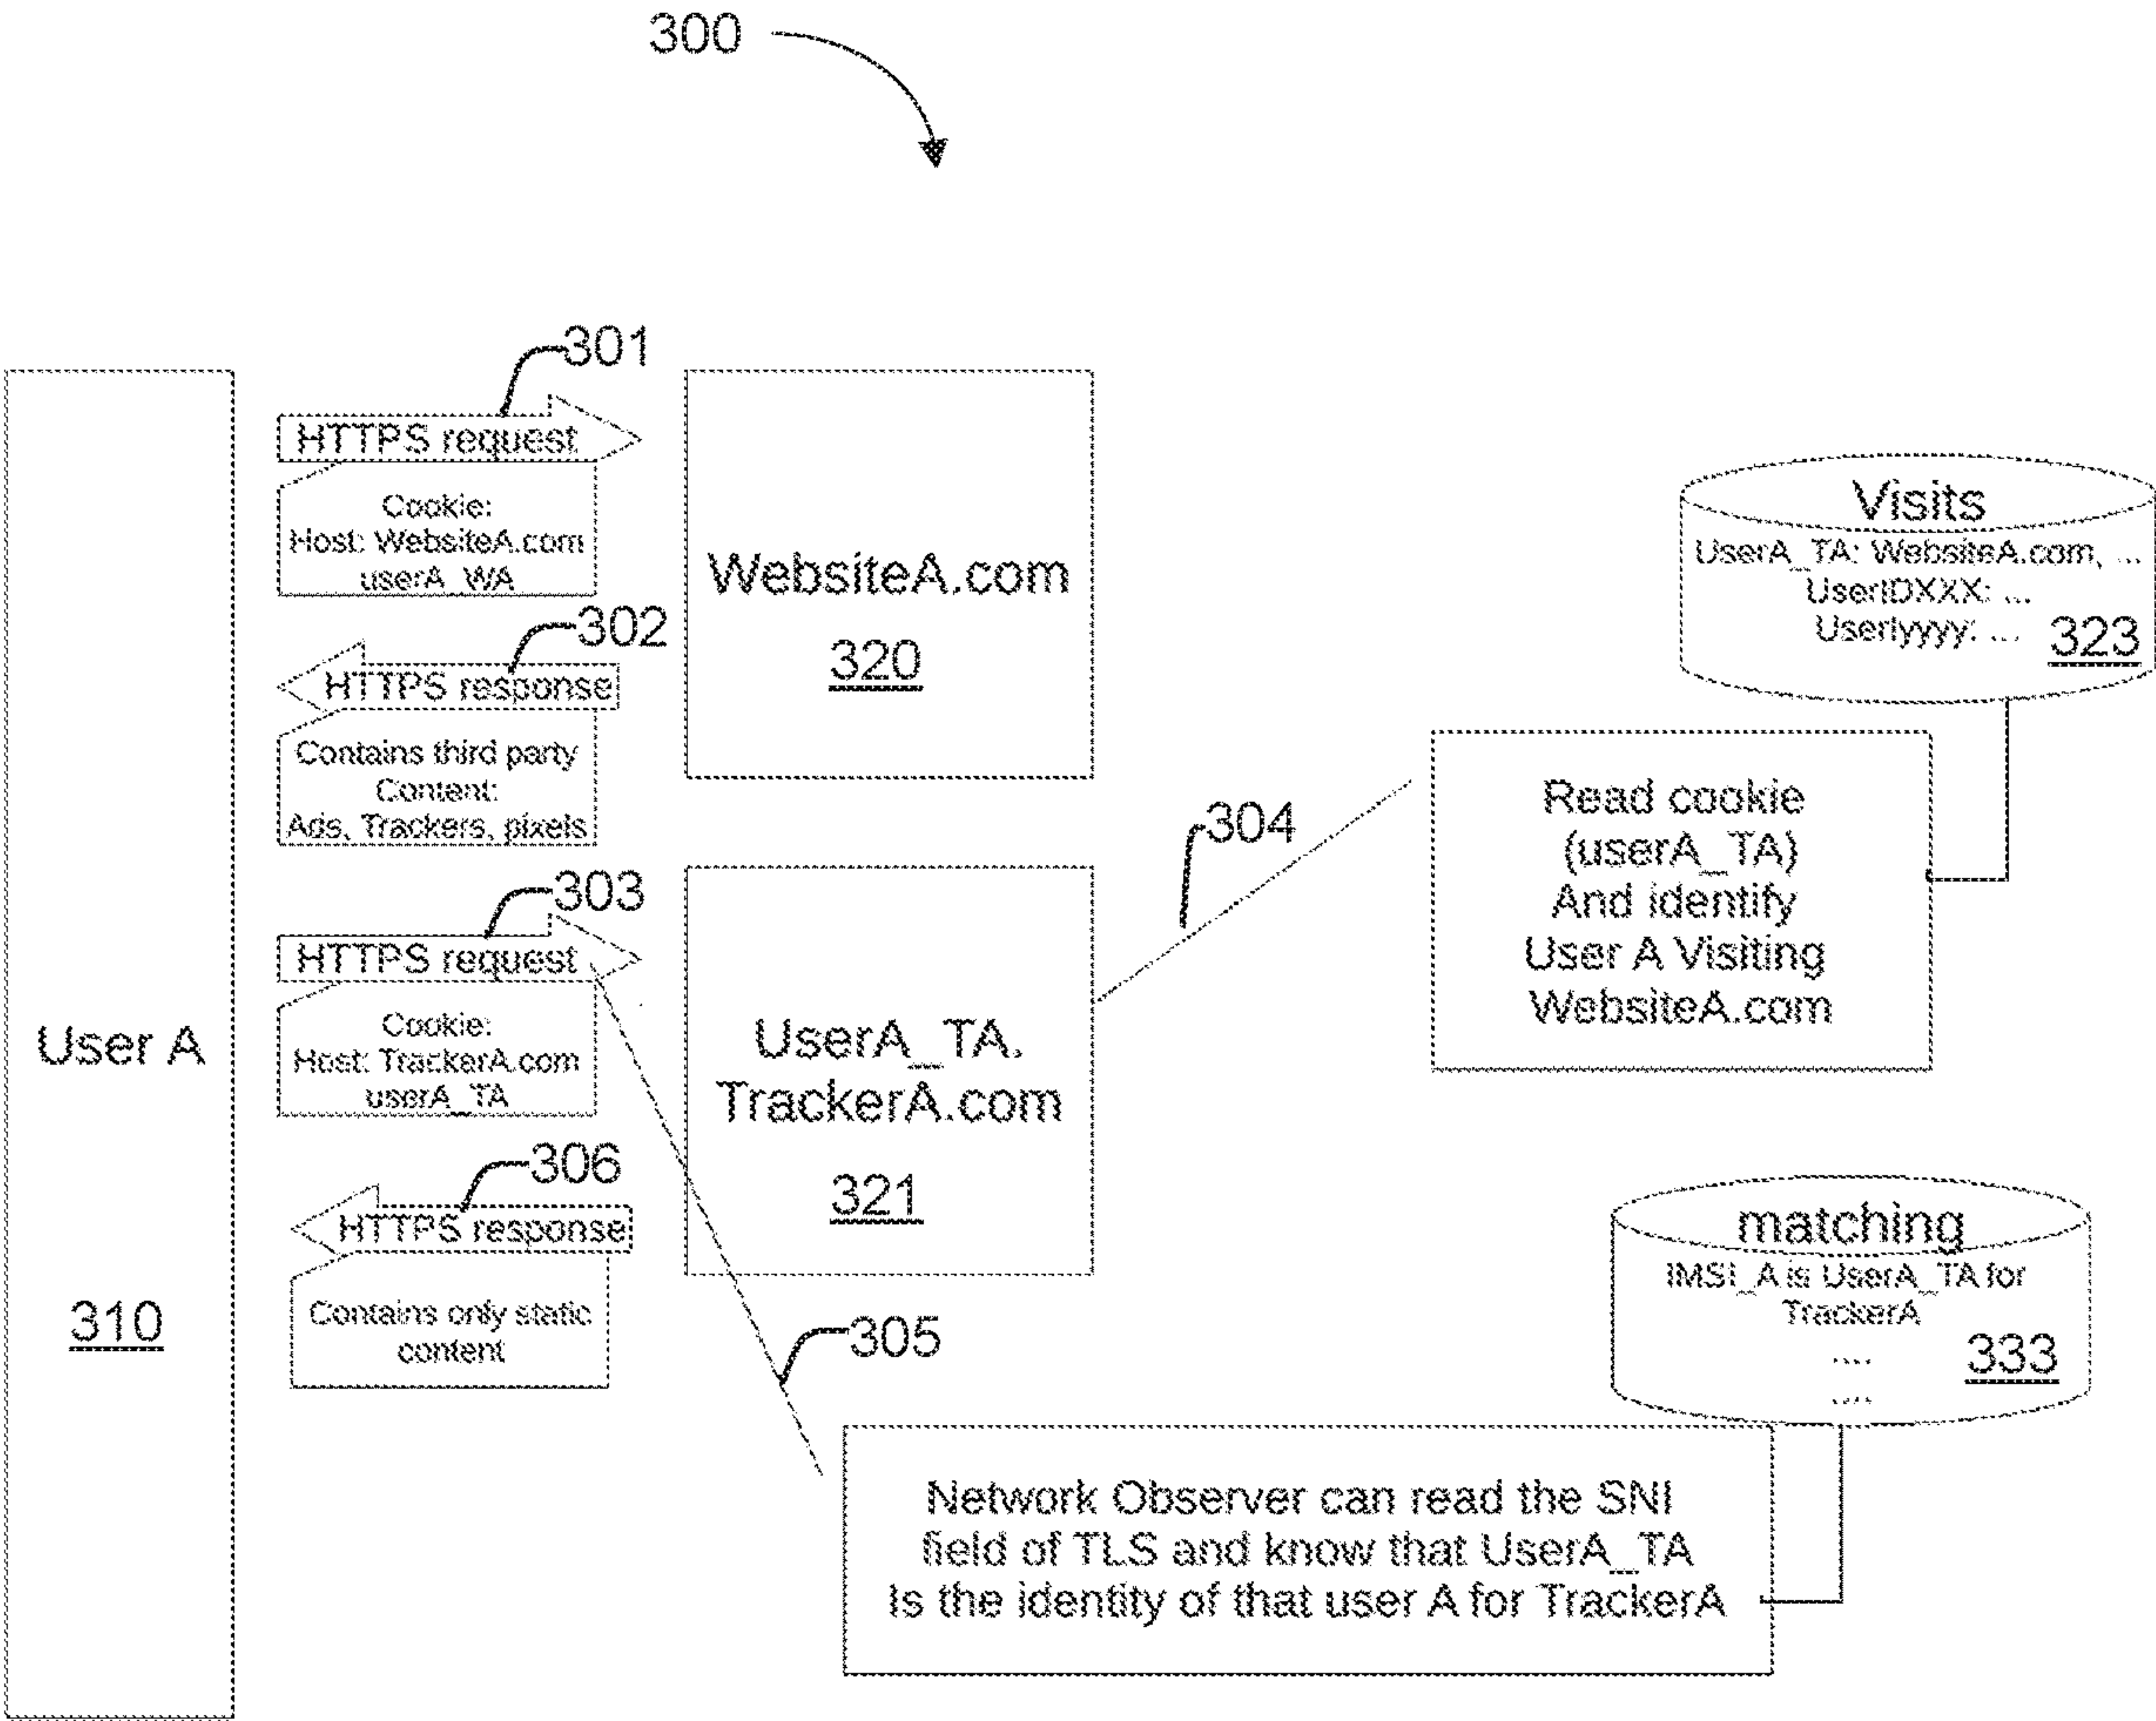 300
301
HTTPS request
Cookie:
Host: WebsiteA.com
userA_WA
302
HTTPS response
Contains third party
Content:
Ads, Trackers, pixels
303
HTTPS request
Cookie:
Host: TrackerA.com
userA_TA
306
HTTPS response
Contains only static
content
User A
310
WebsiteA.com
320
UserA_TA.
TrackerA.com
321
304
305
Visits
UserA_TA: WebsiteA.com, ...
UserIDXXX: ...
UserIyyyy: ...
323
Read cookie
(userA_TA)
And identify
User A Visiting
WebsiteA.com
matching
IMSI_A is UserA_TA for
TrackerA
....
....
333
Network Observer can read the SNI
field of TLS and know that UserA_TA
Is the identity of that user A for TrackerA